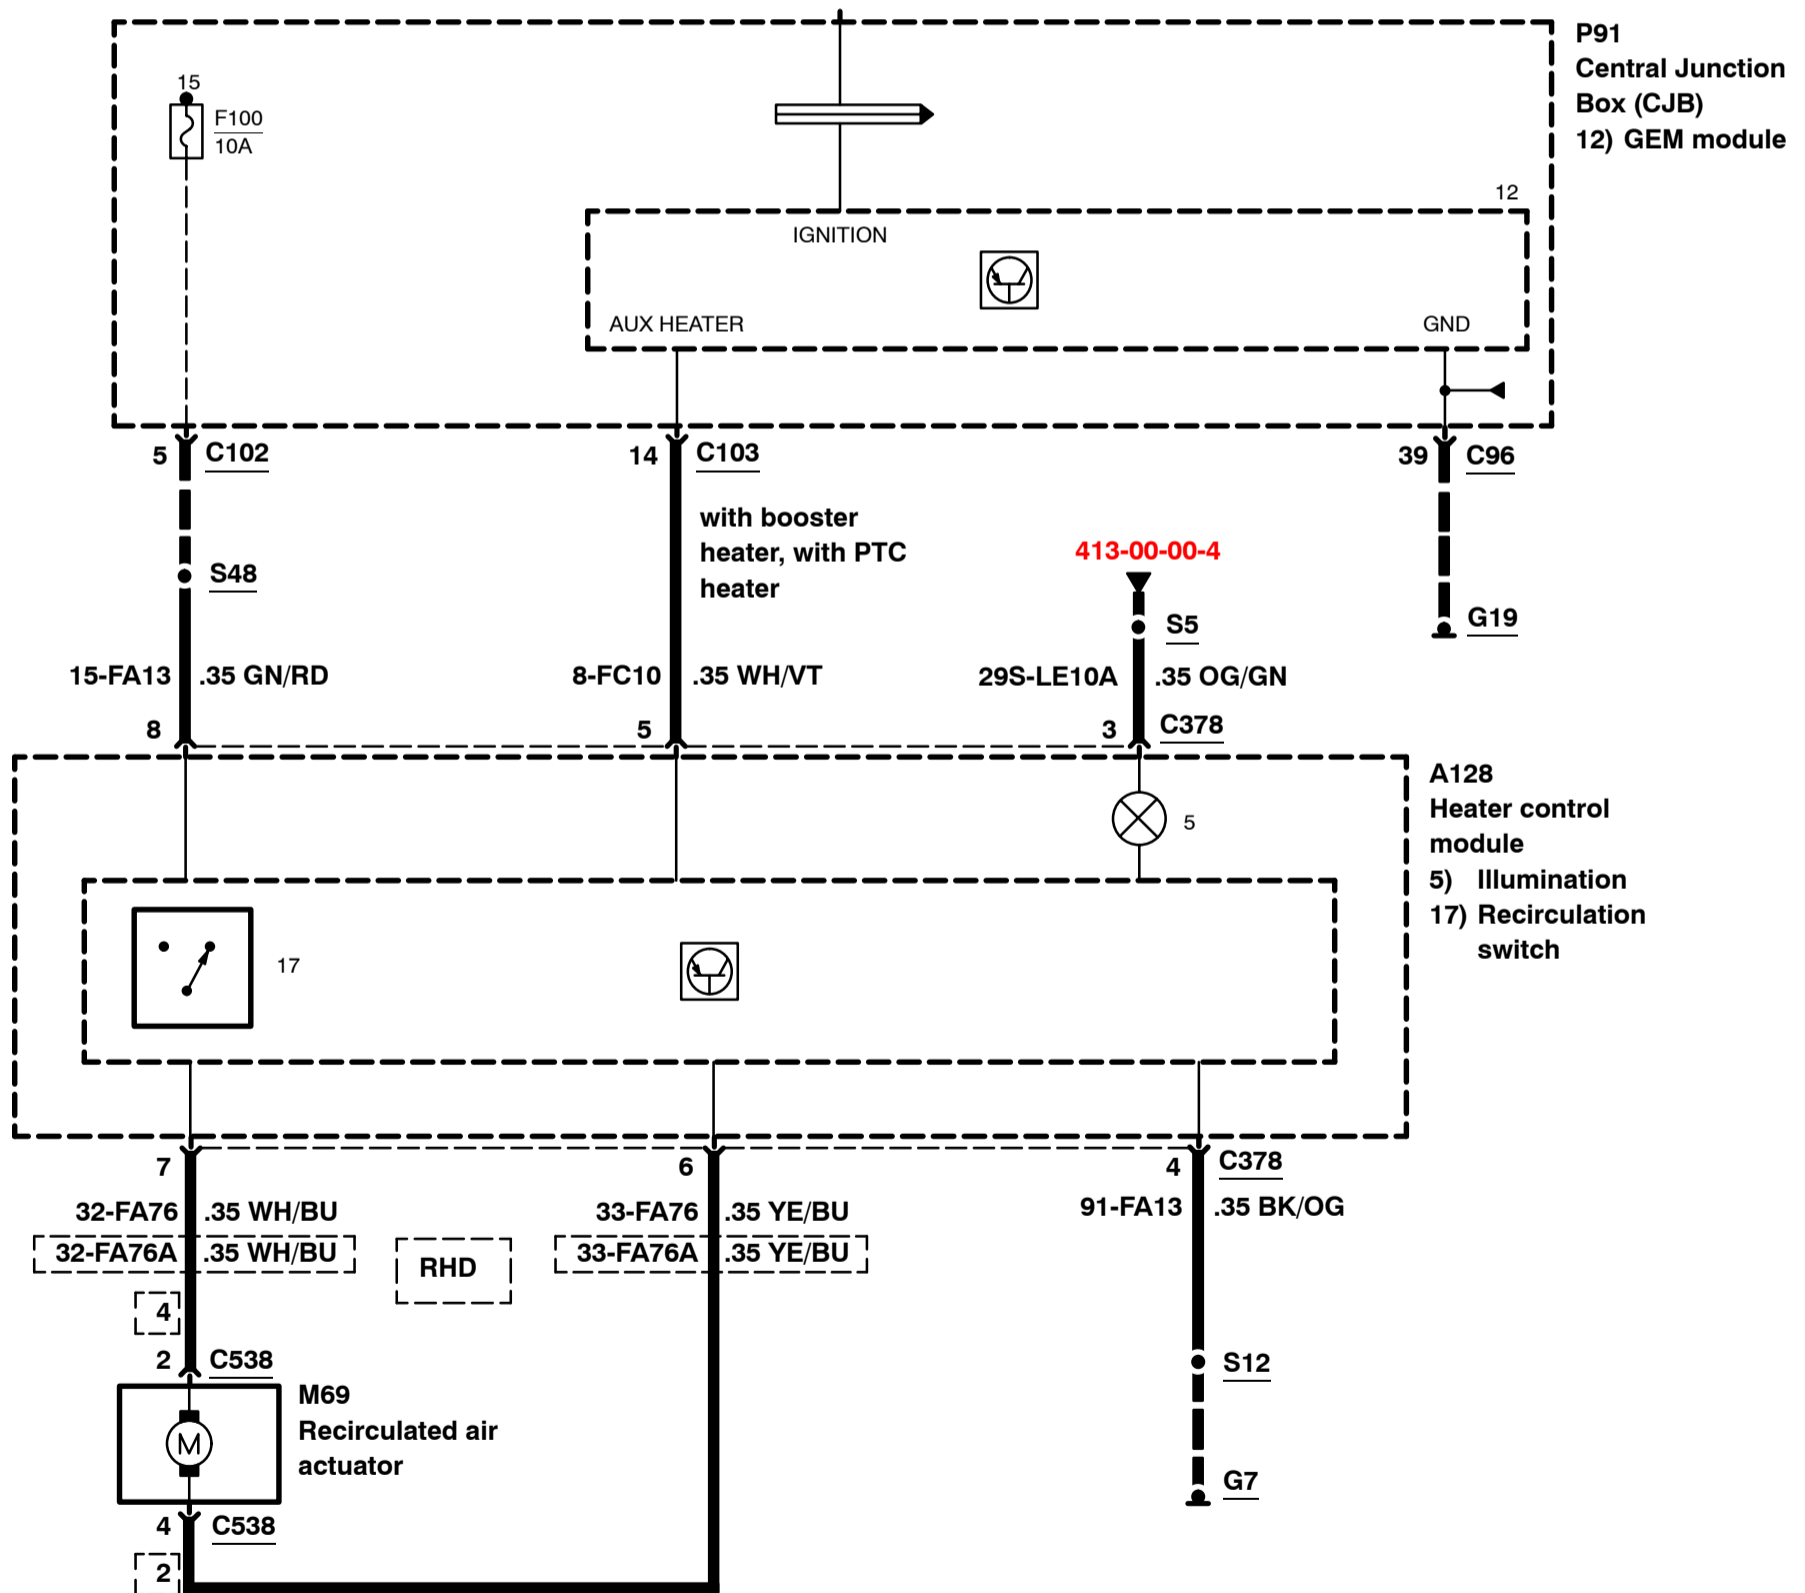 P91
Central Junction
Box (CJB)
12) GEM module
15
F100
10A
12
IGNITION
AUX HEATER
GND
5 C102
14 C103
39 C96
with booster
heater, with PTC
heater
413-00-00-4
S48
S5
G19
15-FA13 .35 GN/RD
8-FC10 .35 WH/VT
29S-LE10A .35 OG/GN
8
5
3 C378
A128
Heater control
module
5) Illumination
17) Recirculation
switch
5
17
7
6
4 C378
32-FA76 .35 WH/BU
33-FA76 .35 YE/BU
91-FA13 .35 BK/OG
32-FA76A .35 WH/BU
RHD
33-FA76A .35 YE/BU
4
2 C538
S12
M69
Recirculated air
actuator
M
G7
4 C538
2